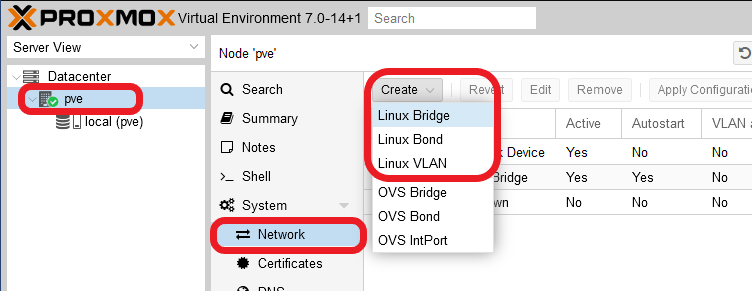 PROXMOX Virtual Environment 7.0-14+1 Search
Server View
Node 'pve'
Datacenter
pve
local (pve)
Search
Summary
Notes
Shell
System
Network
Certificates
DNS
Create Revert Edit Remove Apply
Linux Bridge
Linux Bond
Linux VLAN
OVS Bridge
OVS Bond
OVS IntPort
Active Autostart VLAN
Device Yes No No
Bridge Yes Yes No
No No No